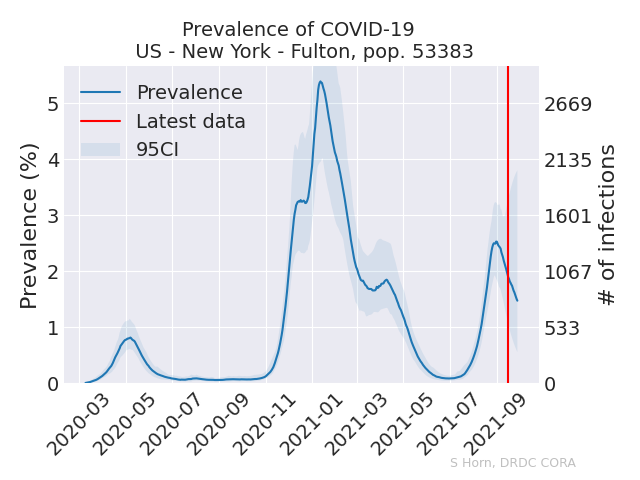 Prevalence of COVID-19
US - New York - Fulton, pop. 53383
Prevalence
Latest data
95CI
Prevalence (%)
5
4
3
2
1
0
2669
2135
1601
1067
533
0
# of infections
2020-03
2020-05
2020-07
2020-09
2020-11
2021-01
2021-03
2021-05
2021-07
2021-09
S Horn, DRDC CORA